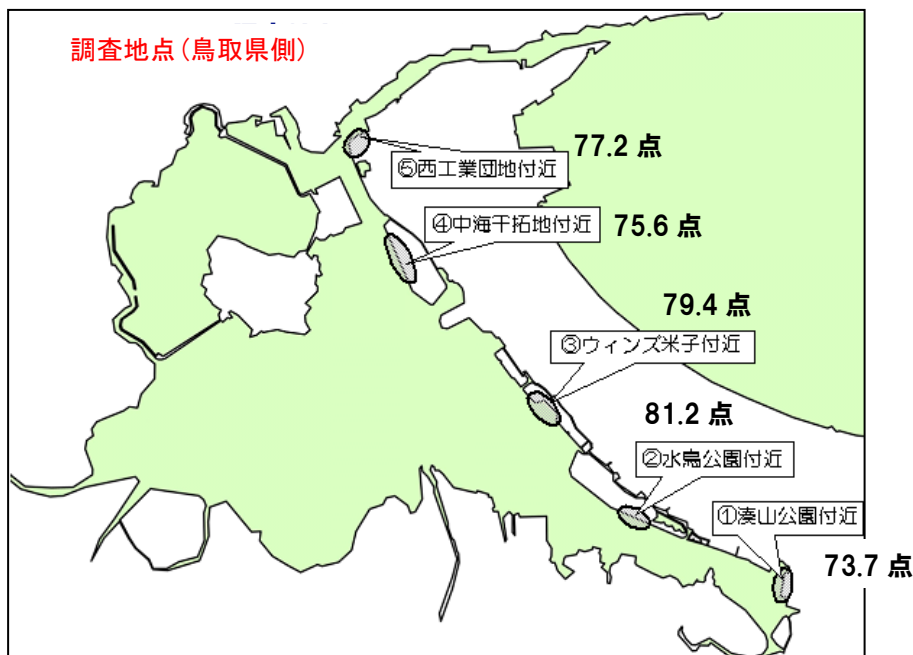 調査地点(鳥取県側)
77.2 点
⑤西工業団地付近
④中海干拓地付近
75.6 点
79.4 点
③ウィンズ米子付近
81.2 点
②水鳥公園付近
①湊山公園付近
73.7 点